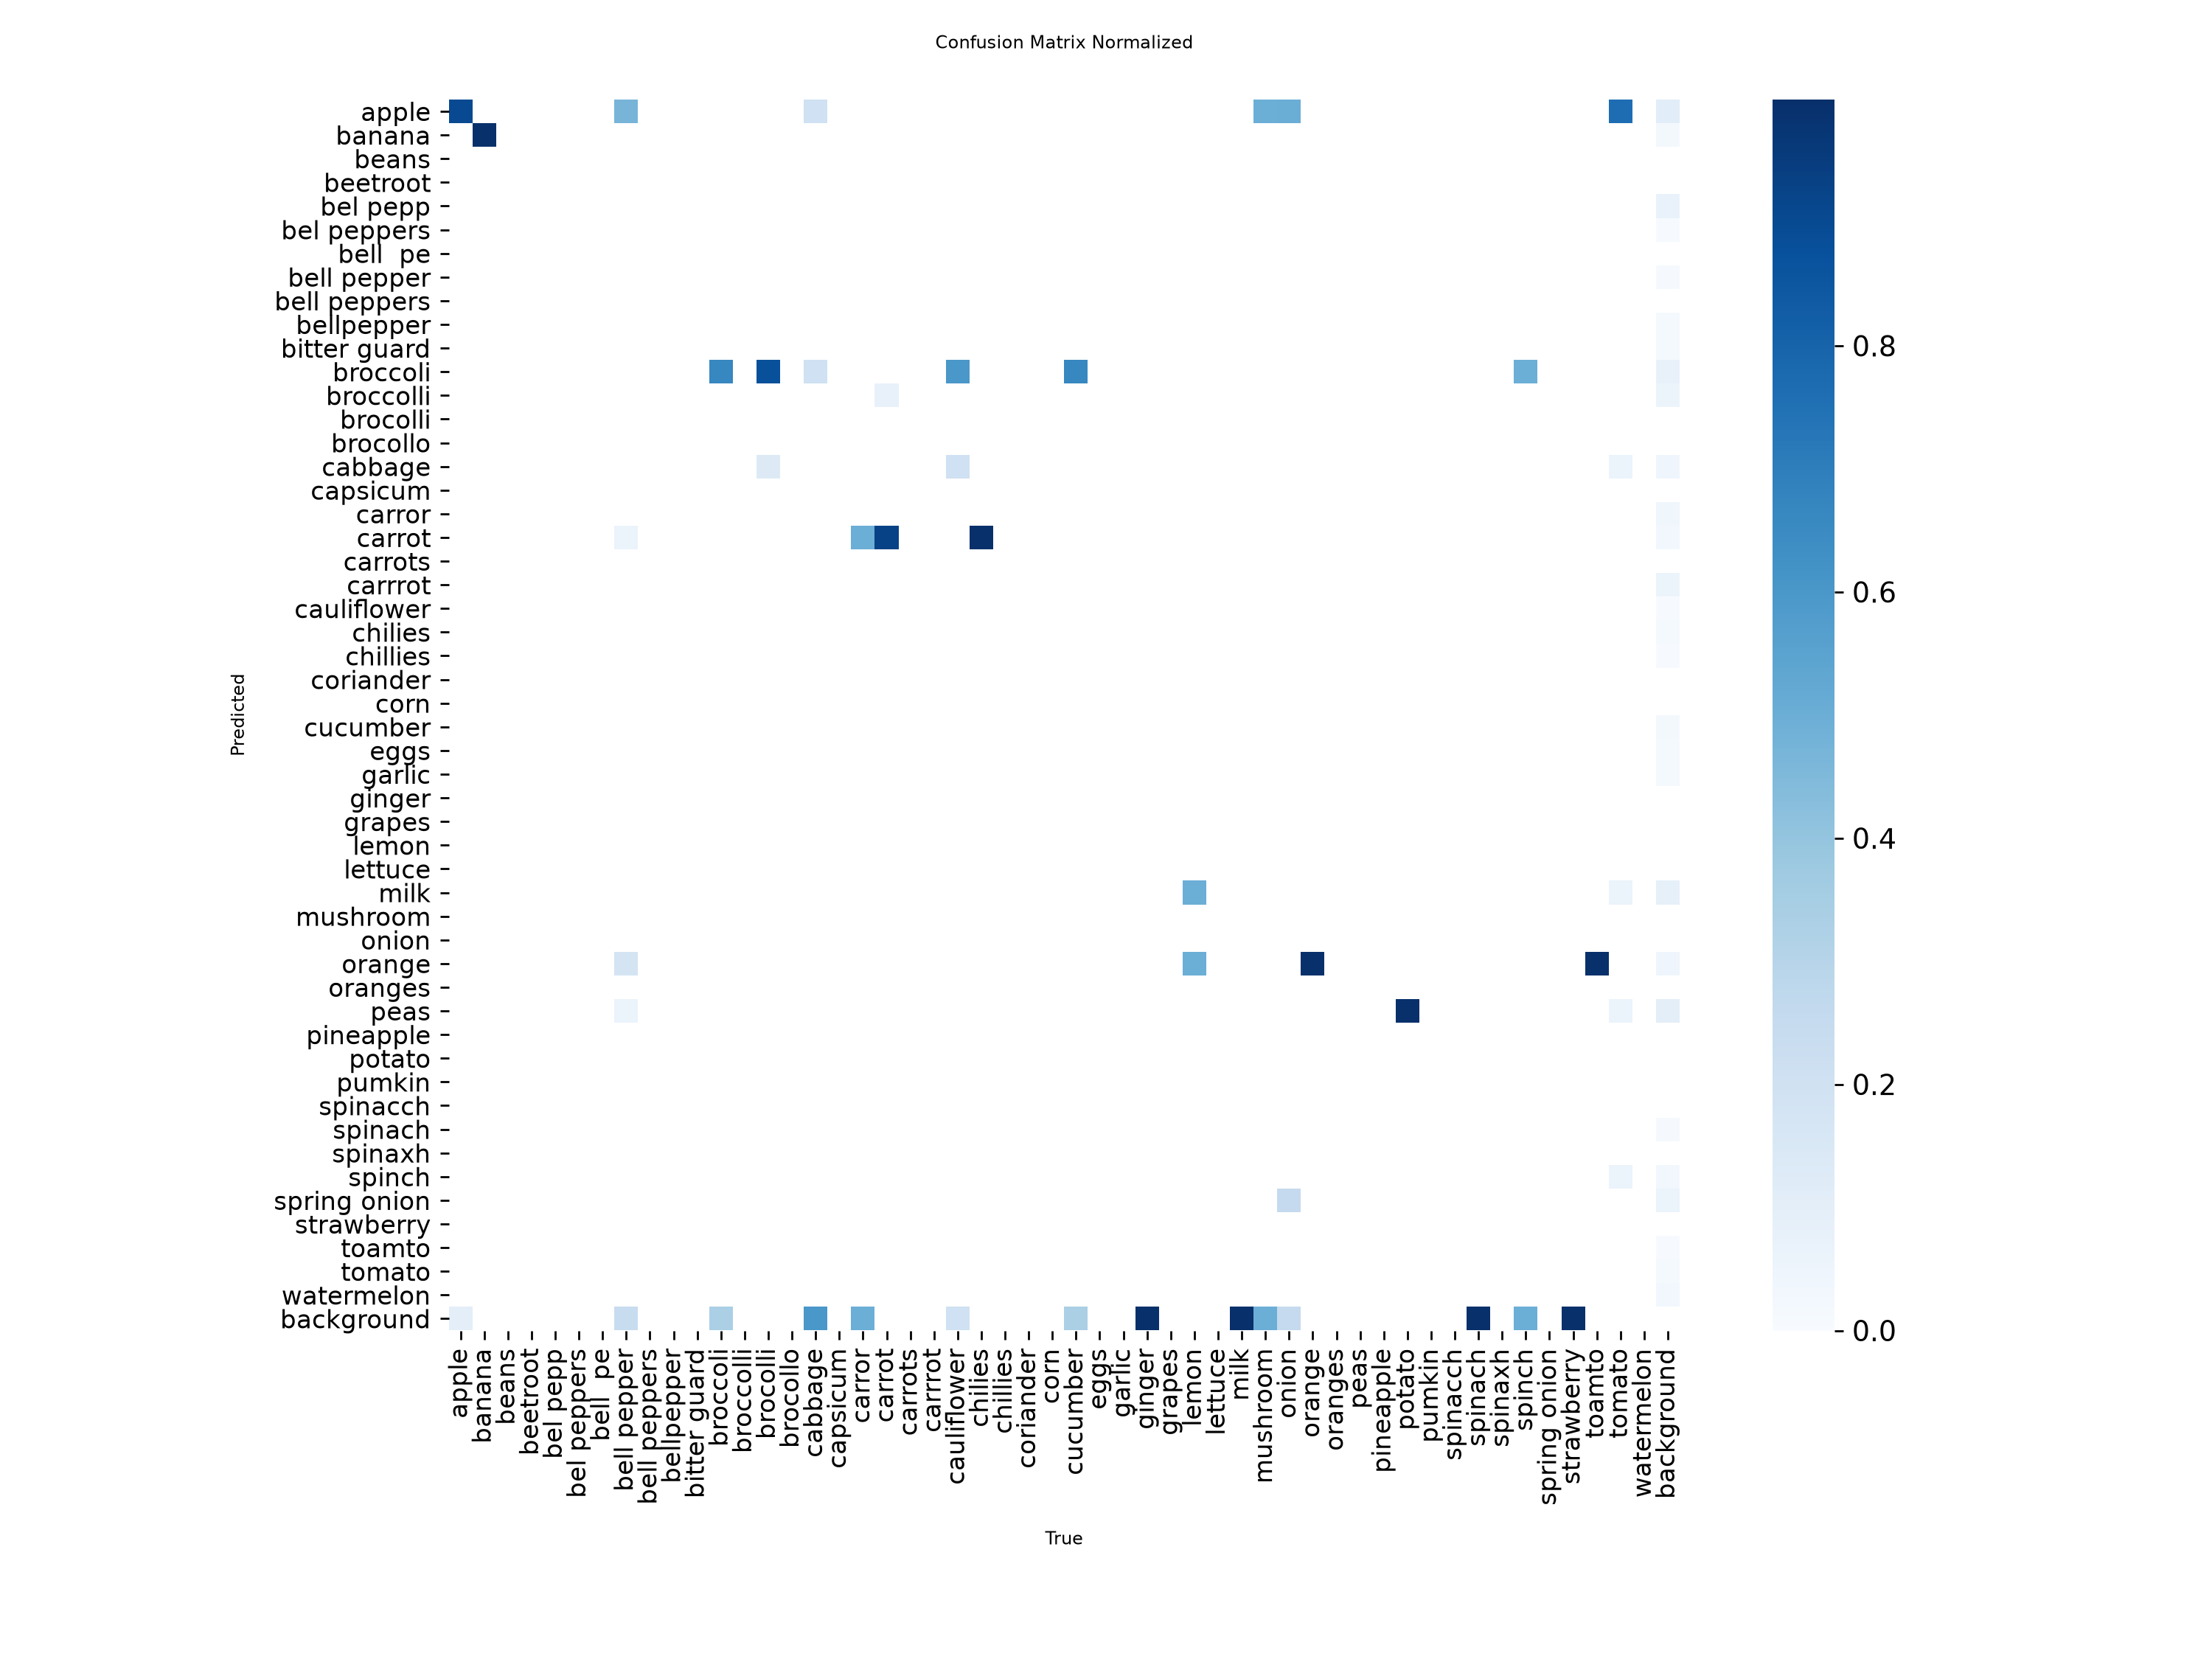 Confusion Matrix Normalized
apple
banana
beans
beetroot
bel pepp
bel peppers
bell  pe
bell pepper
bell peppers
bellpepper
bitter guard
broccoli
broccolli
brocolli
brocollo
cabbage
capsicum
carror
carrot
carrots
carrrot
cauliflower
chilies
chillies
coriander
corn
cucumber
eggs
garlic
ginger
grapes
lemon
lettuce
milk
mushroom
onion
orange
oranges
peas
pineapple
potato
pumkin
spinacch
spinach
spinaxh
spinch
spring onion
strawberry
toamto
tomato
watermelon
background
Predicted
apple
banana
beans
beetroot
bel pepp
bel peppers
bell  pe
bell pepper
bell peppers
bellpepper
bitter guard
broccoli
broccolli
brocolli
brocollo
cabbage
capsicum
carror
carrot
carrots
carrrot
cauliflower
chilies
chillies
coriander
corn
cucumber
eggs
garlic
ginger
grapes
lemon
lettuce
milk
mushroom
onion
orange
oranges
peas
pineapple
potato
pumkin
spinacch
spinach
spinaxh
spinch
spring onion
strawberry
toamto
tomato
watermelon
background
True
0.8
0.6
0.4
0.2
0.0